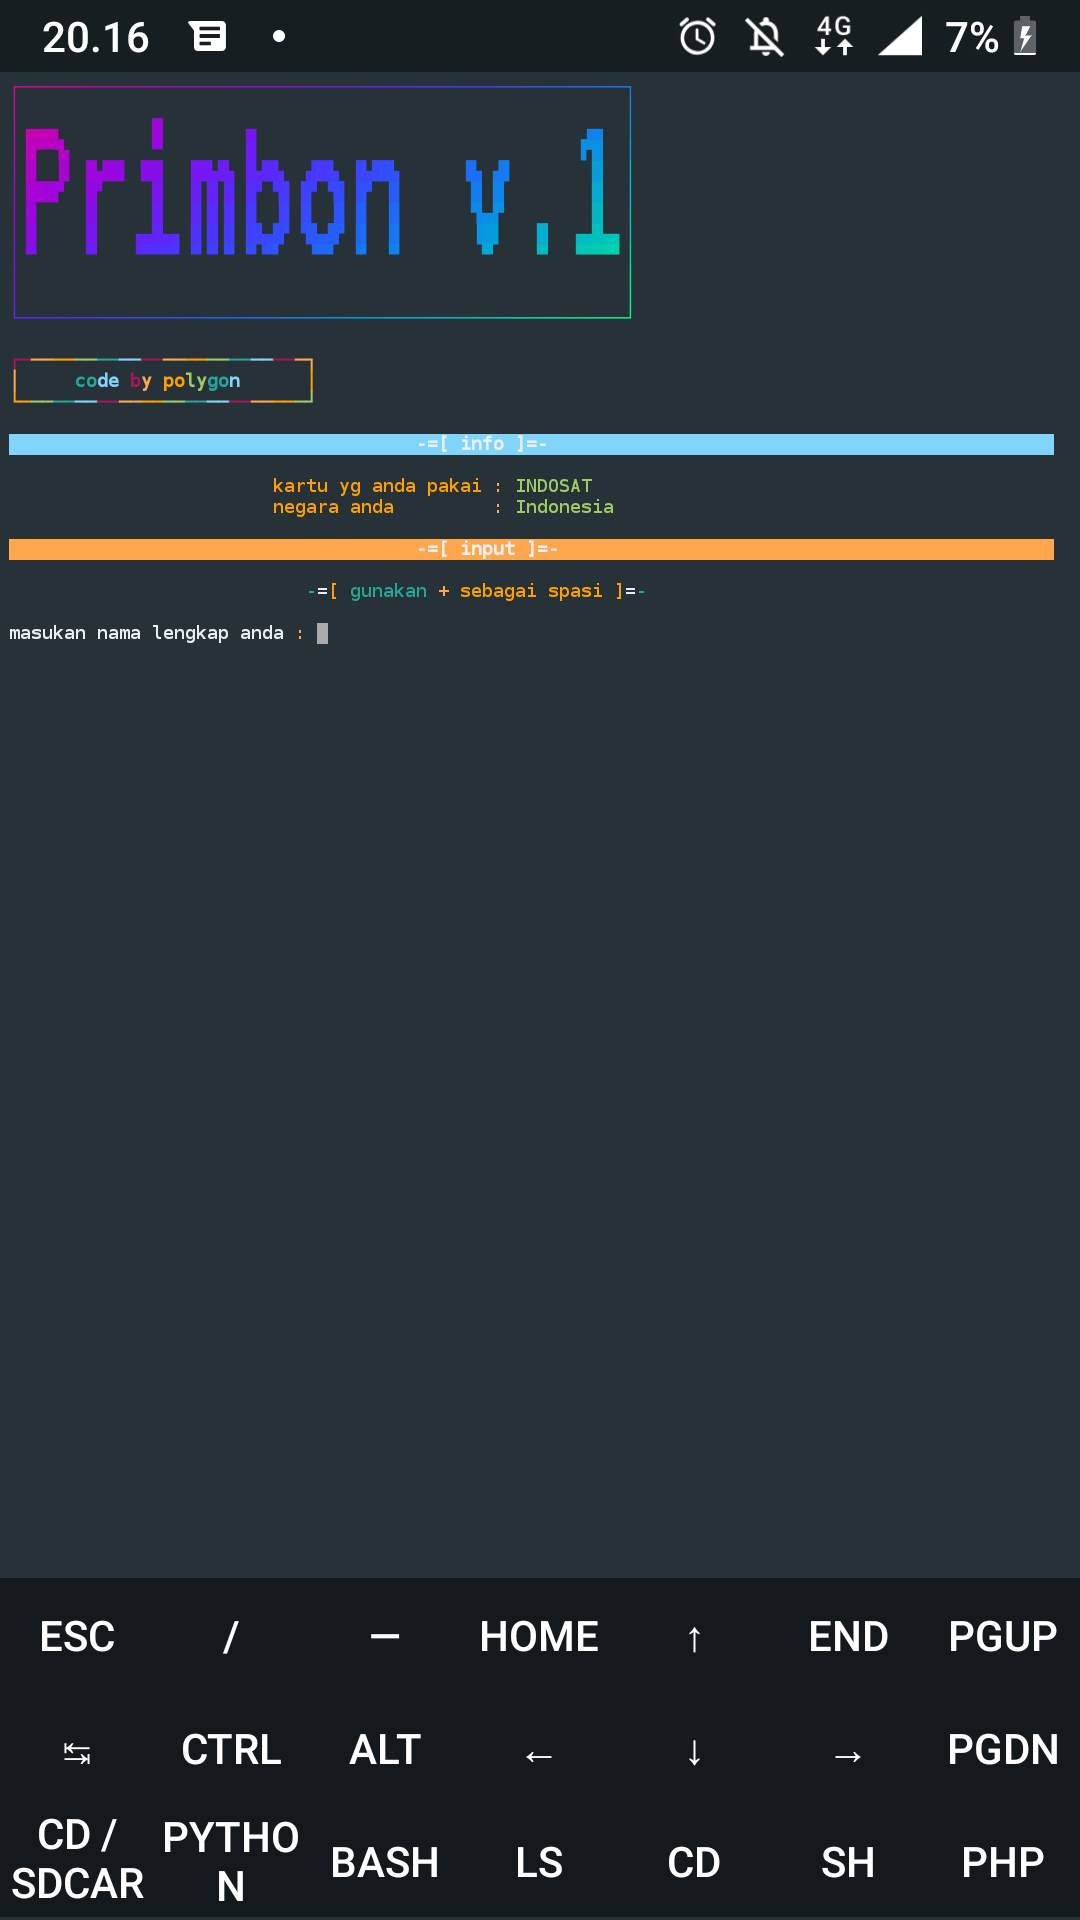 20.16 4G 7%
Primbon v.1
code by polygon
-=[ info ]=-
kartu yg anda pakai : INDOSAT
negara anda : Indonesia
-=[ input ]=-
-=[ gunakan + sebagai spasi ]=-
masukan nama lengkap anda :
ESC / — HOME ↑ END PGUP
↹ CTRL ALT ← ↓ → PGDN
CD / SDCAR PYTHON BASH LS CD SH PHP